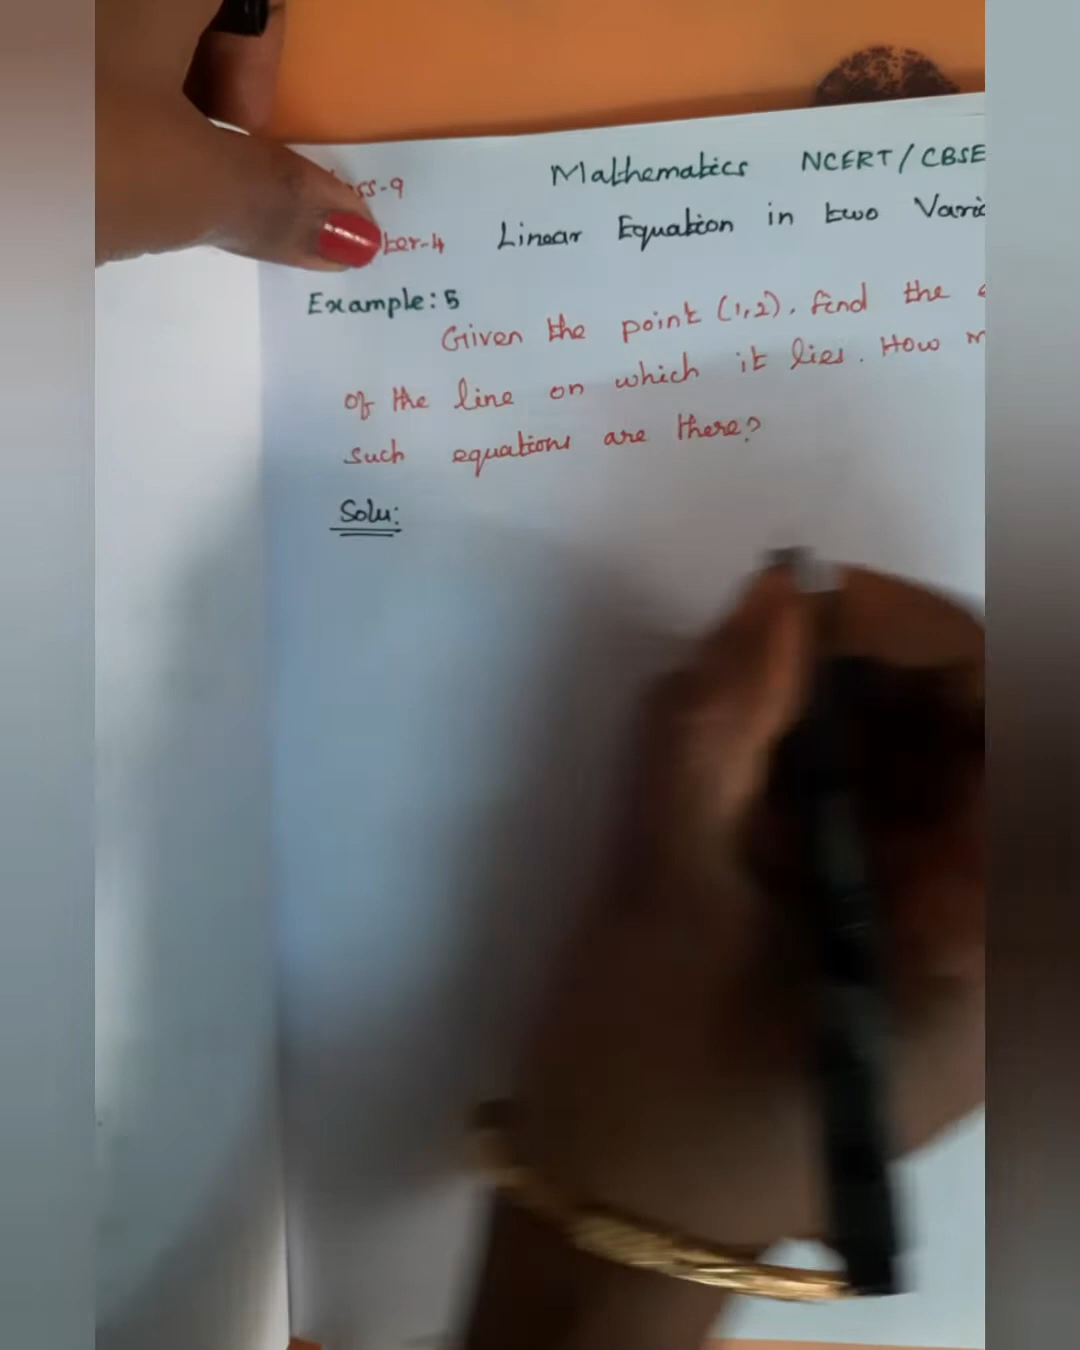 Mathematics NCERT/CBSE
Linear Equation in two
Example: 5
Given the point (1,2), find the
of the line on which it lies. How
such equations are there?
Solu: